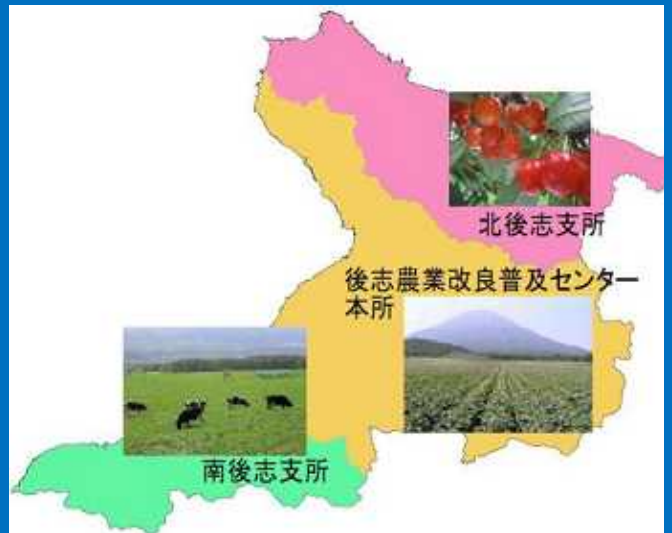 北後志支所
後志農業改良普及センター
本所
南後志支所